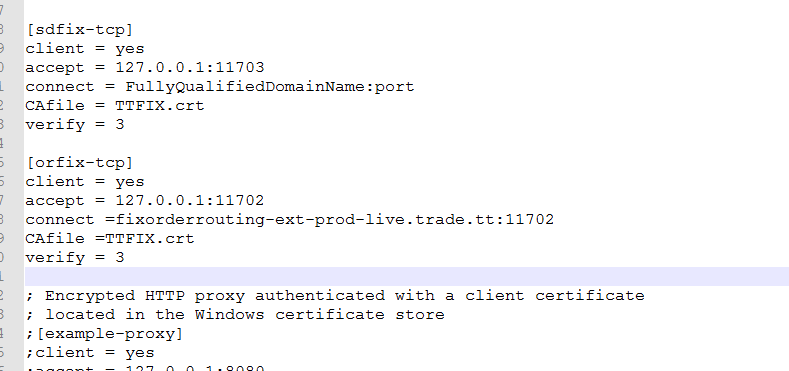 [sdfix-tcp]
client = yes
accept = 127.0.0.1:11703
connect = FullyQualifiedDomainName:port
CAfile = TTFIX.crt
verify = 3
[orfix-tcp]
client = yes
accept = 127.0.0.1:11702
connect =fixorderrouting-ext-prod-live.trade.tt:11702
CAfile =TTFIX.crt
verify = 3
; Encrypted HTTP proxy authenticated with a client certificate
; located in the Windows certificate store
;[example-proxy]
;client = yes
;accept = 127.0.0.1:8080